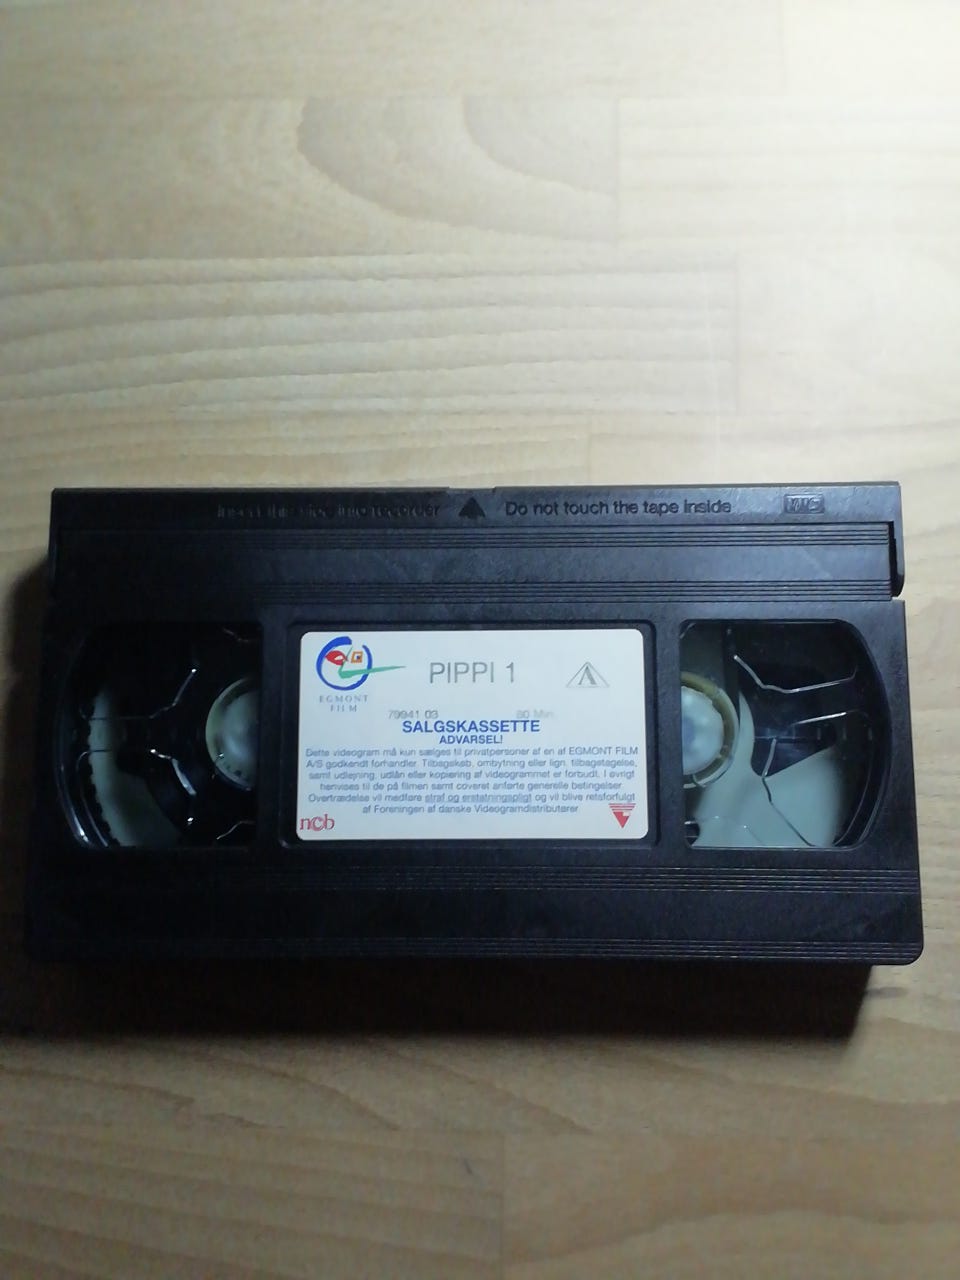 Insert this side into recorder Do not touch the tape inside VHS
EGMONT
FILM
PIPPI 1
79941 03 80 Min.
SALGSKASSETTE
ADVARSEL!
Dette videogram må kun sælges til privatpersoner af en af EGMONT FILM
A/S godkendt forhandler. Tilbagekøb, ombytning eller lign. tilbagetagelse,
samt udlejning, udlån eller kopiering af videogrammet er forbudt. I øvrigt
henvises til de på filmen samt coveret anførte generelle betingelser.
Overtrædelse vil medføre straf og erstatningspligt og vil blive retsforfulgt
af Foreningen af danske Videogramdistributører.
ncb